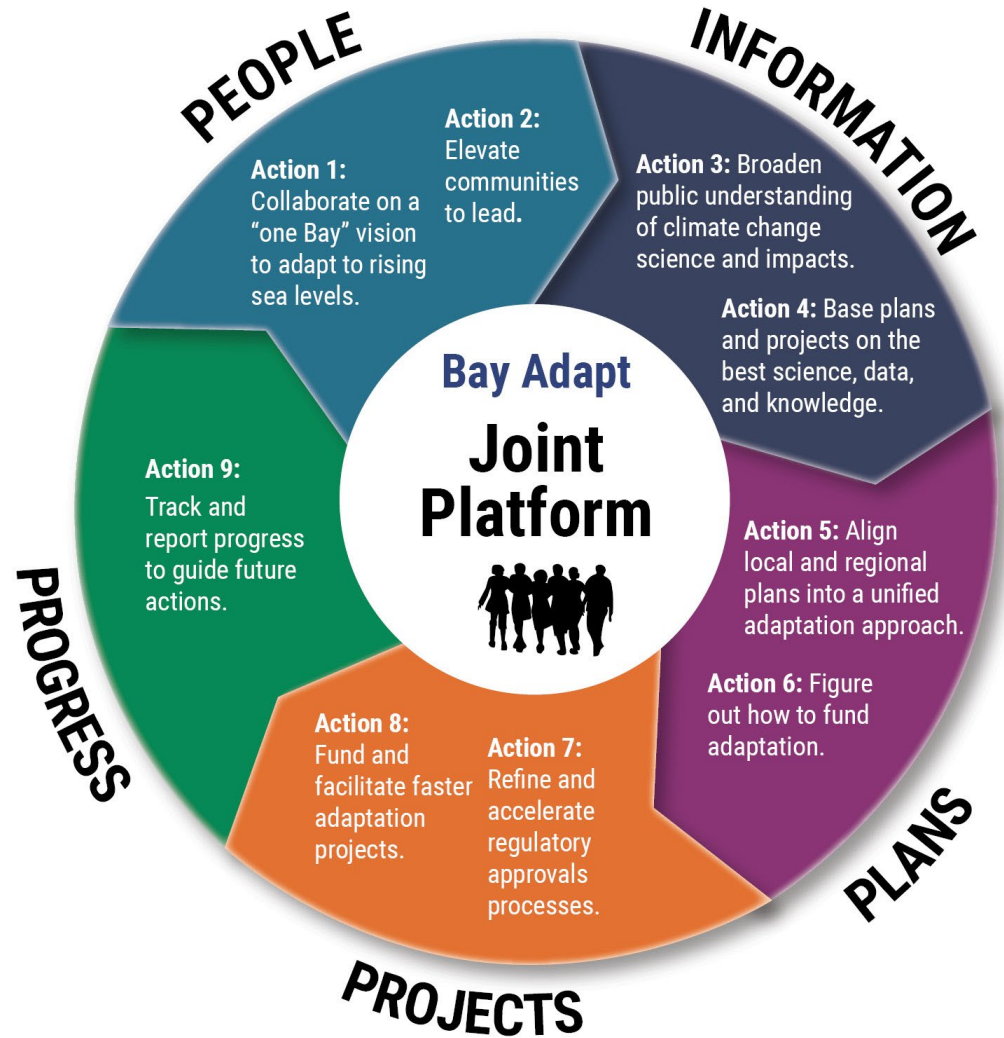 PEOPLE
Action 1:
Collaborate on a
“one Bay” vision
to adapt to rising
sea levels.
Action 2:
Elevate
communities
to lead.
INFORMATION
Action 3: Broaden
public understanding
of climate change
science and impacts.
Action 4: Base plans
and projects on the
best science, data,
and knowledge.
PLANS
Action 5: Align
local and regional
plans into a unified
adaptation approach.
Action 6: Figure
out how to fund
adaptation.
PROJECTS
Action 7:
Refine and
accelerate
regulatory
approvals
processes.
Action 8:
Fund and
facilitate faster
adaptation
projects.
PROGRESS
Action 9:
Track and
report progress
to guide future
actions.
Bay Adapt
Joint
Platform